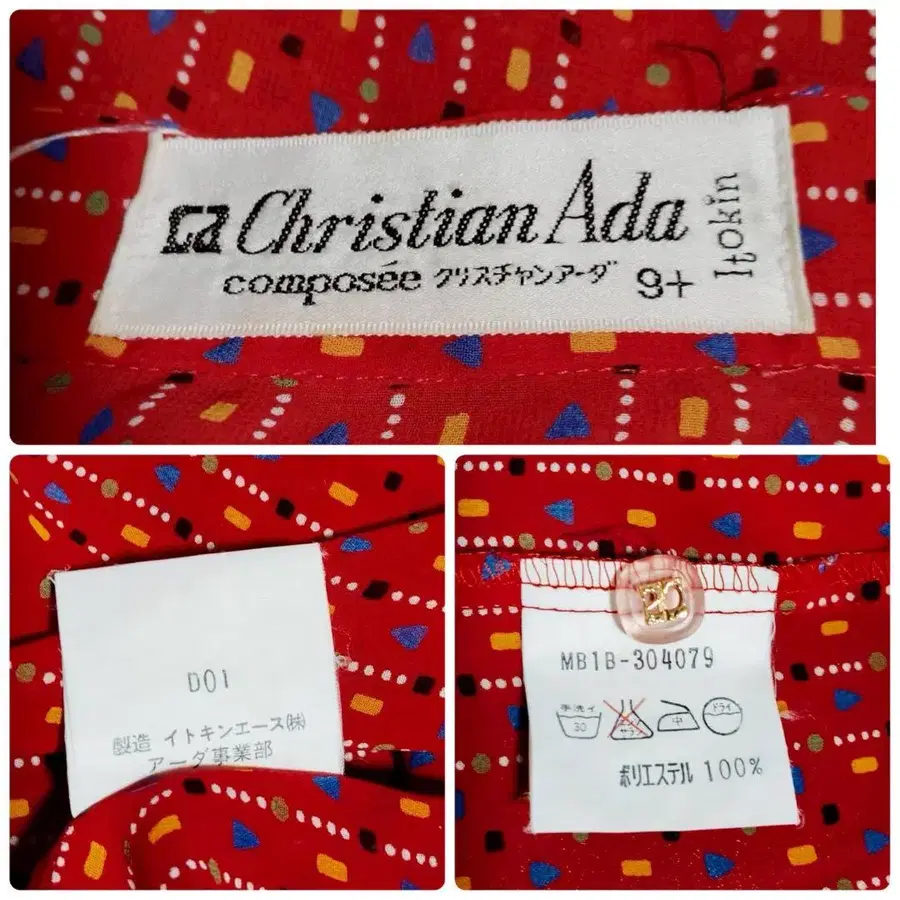 Christian Ada
composée クリスチャンアーダ 9+
Itokin
D01
製造 イトキンエース㈱
アーダ事業部
MB1B-304079
手洗イ
30
中
ドライ
ポリエステル 100%